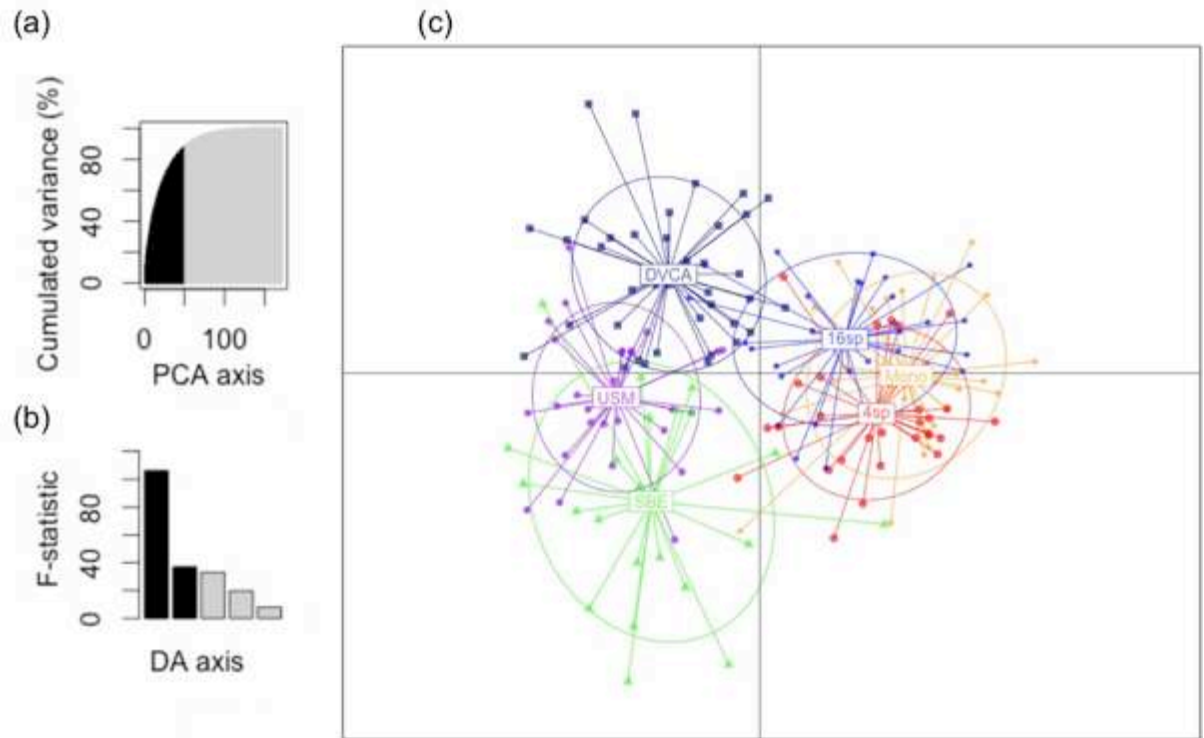 (a)
Cumulated variance (%)
0 40 80
0 100
PCA axis
(b)
F-statistic
0 40 80
DA axis
(c)
DVCA
16sp
Mono
USM
4sp
SBE